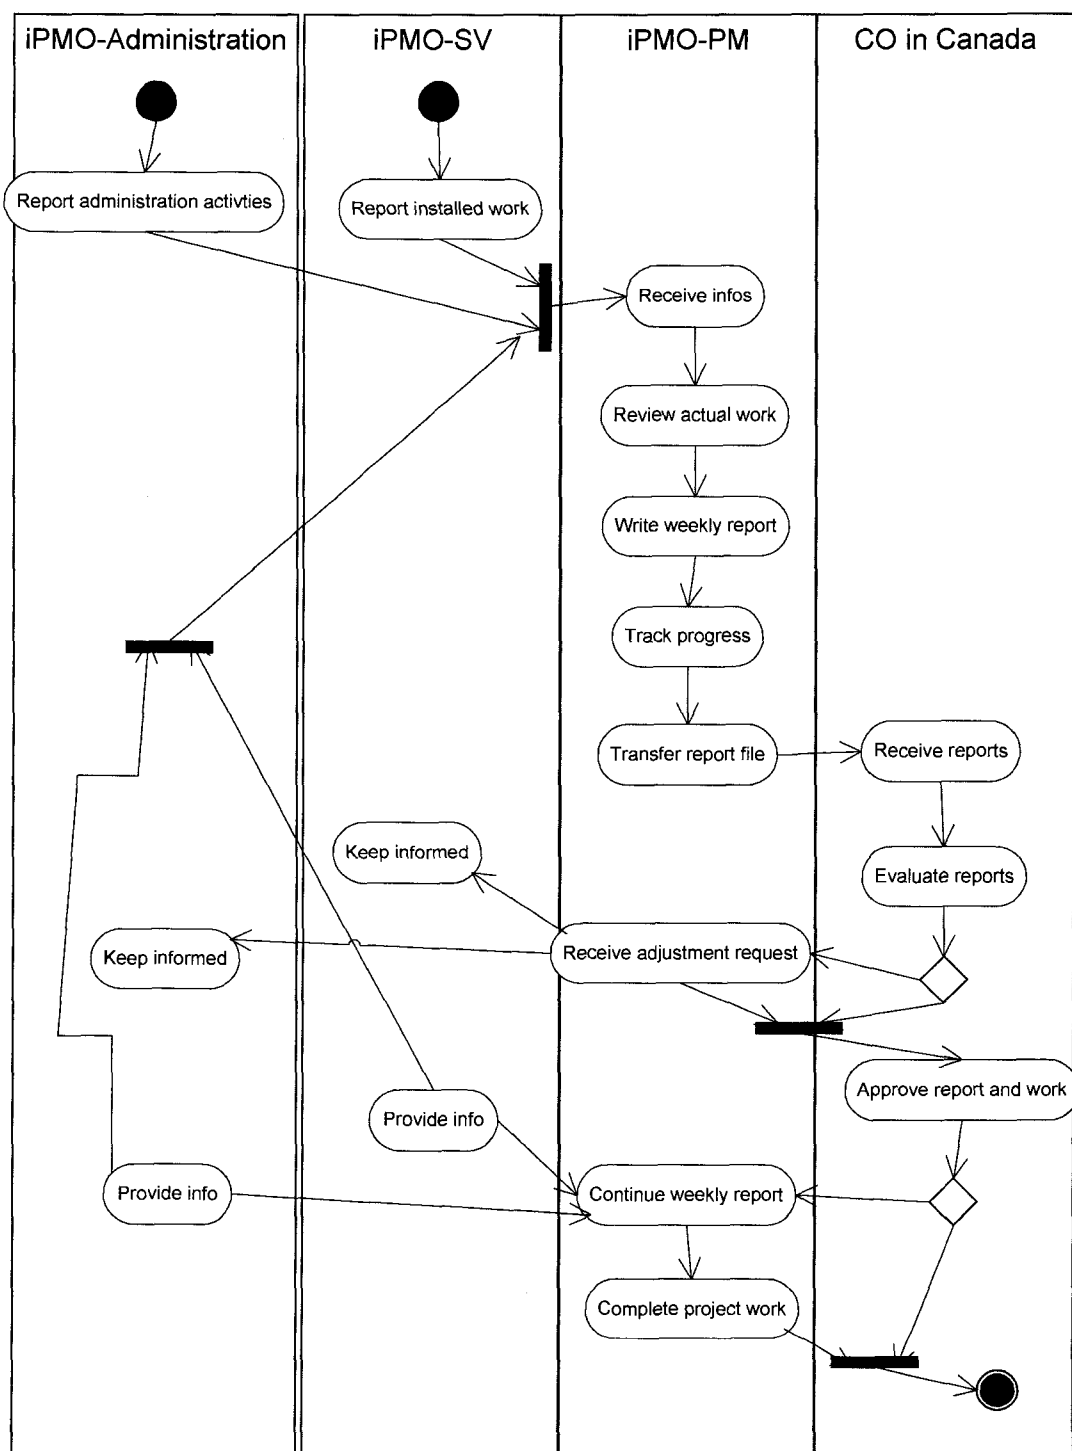 iPMO-Administration
iPMO-SV
iPMO-PM
CO in Canada
Report administration activties
Report installed work
Receive infos
Review actual work
Write weekly report
Track progress
Transfer report file
Receive reports
Keep informed
Evaluate reports
Keep informed
Receive adjustment request
Approve report and work
Provide info
Provide info
Continue weekly report
Complete project work